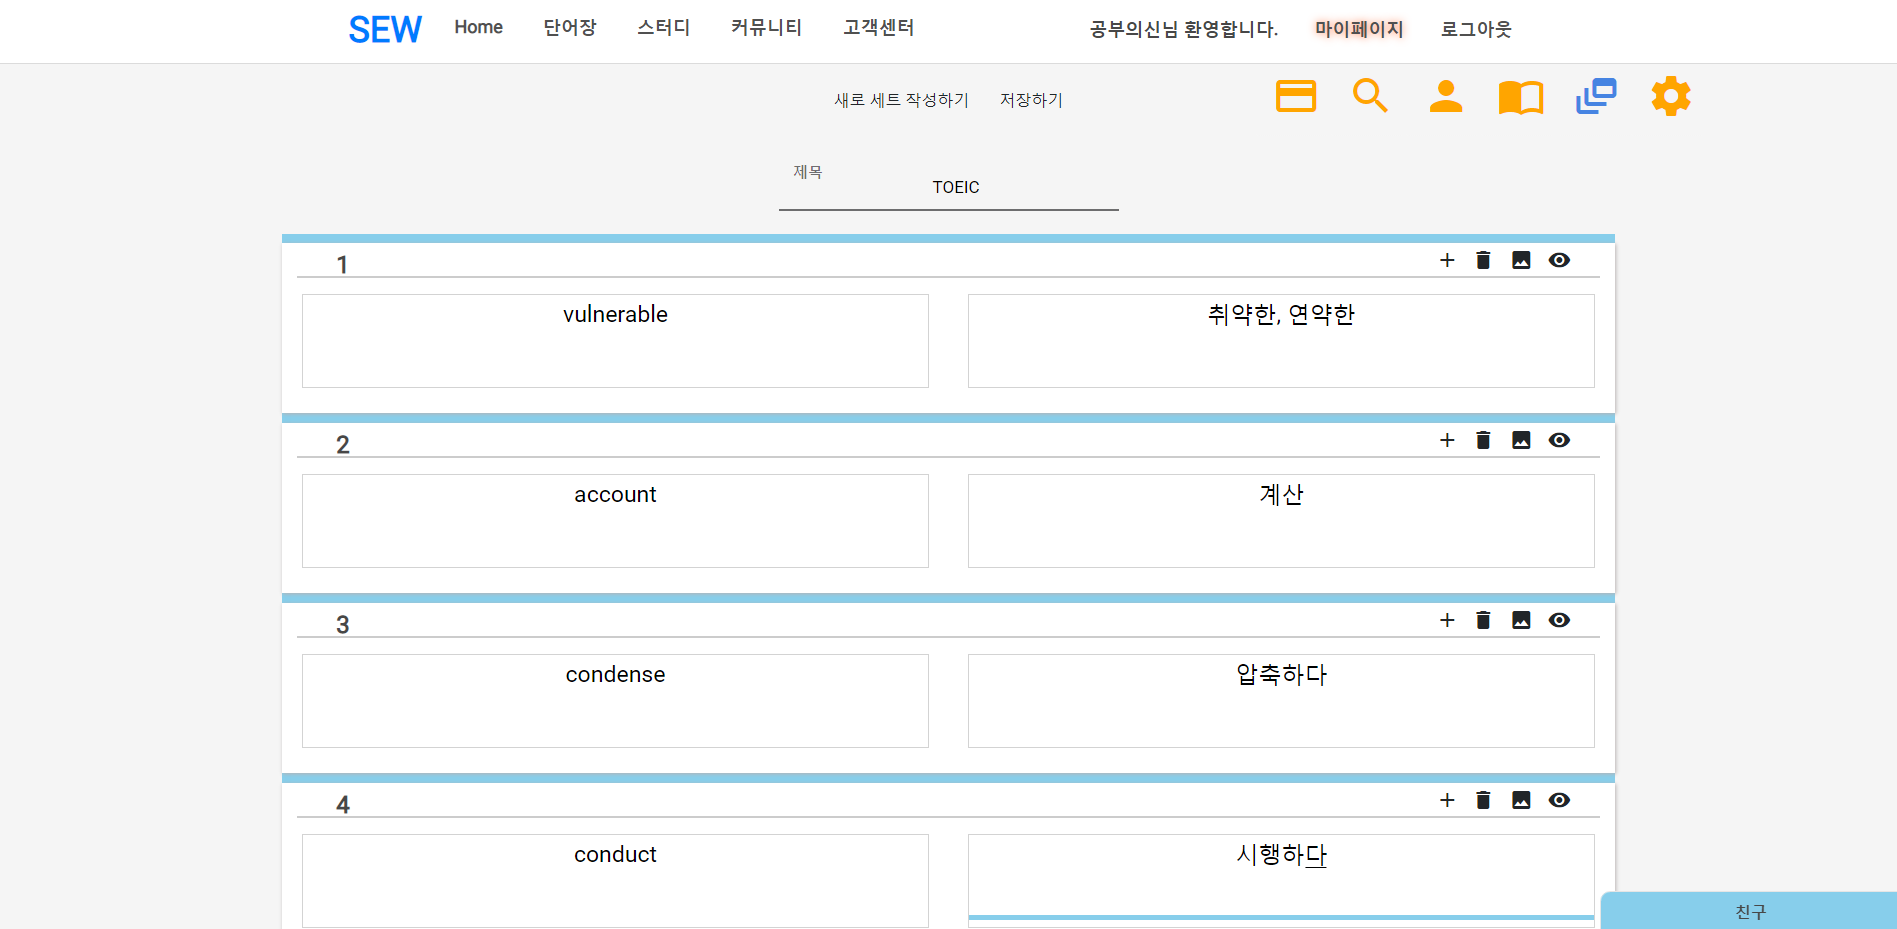 SEW Home 단어장 스터디 커뮤니티 고객센터 공부의신님 환영합니다. 마이페이지 로그아웃
새로 세트 작성하기 저장하기
제목
TOEIC
1
vulnerable 취약한, 연약한
2
account 계산
3
condense 압축하다
4
conduct 시행하다
친구